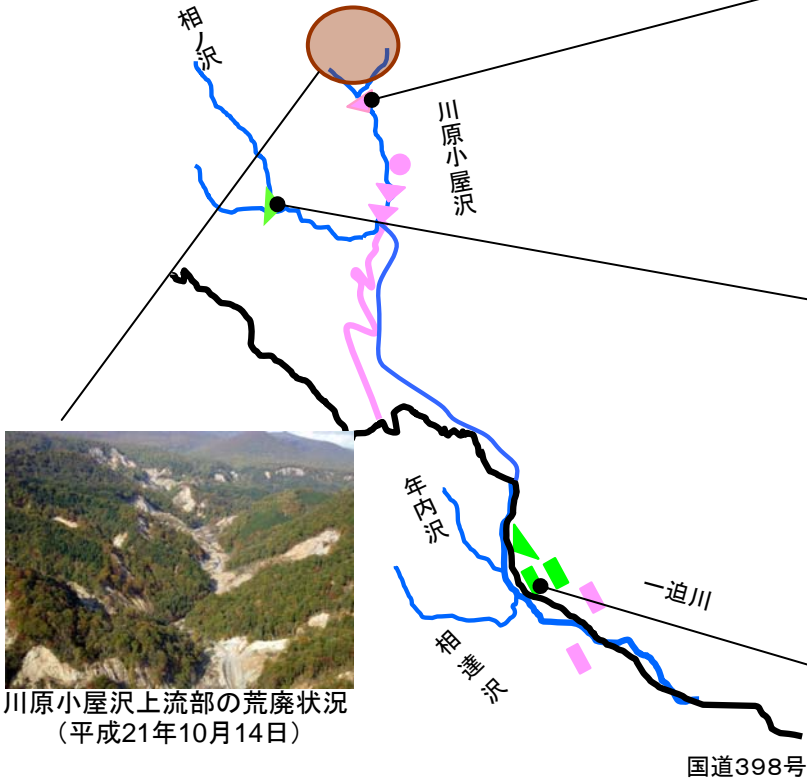 相ノ沢
川原小屋沢
年内沢
一迫川
相達沢
川原小屋沢上流部の荒廃状況
（平成21年10月14日）
国道398号